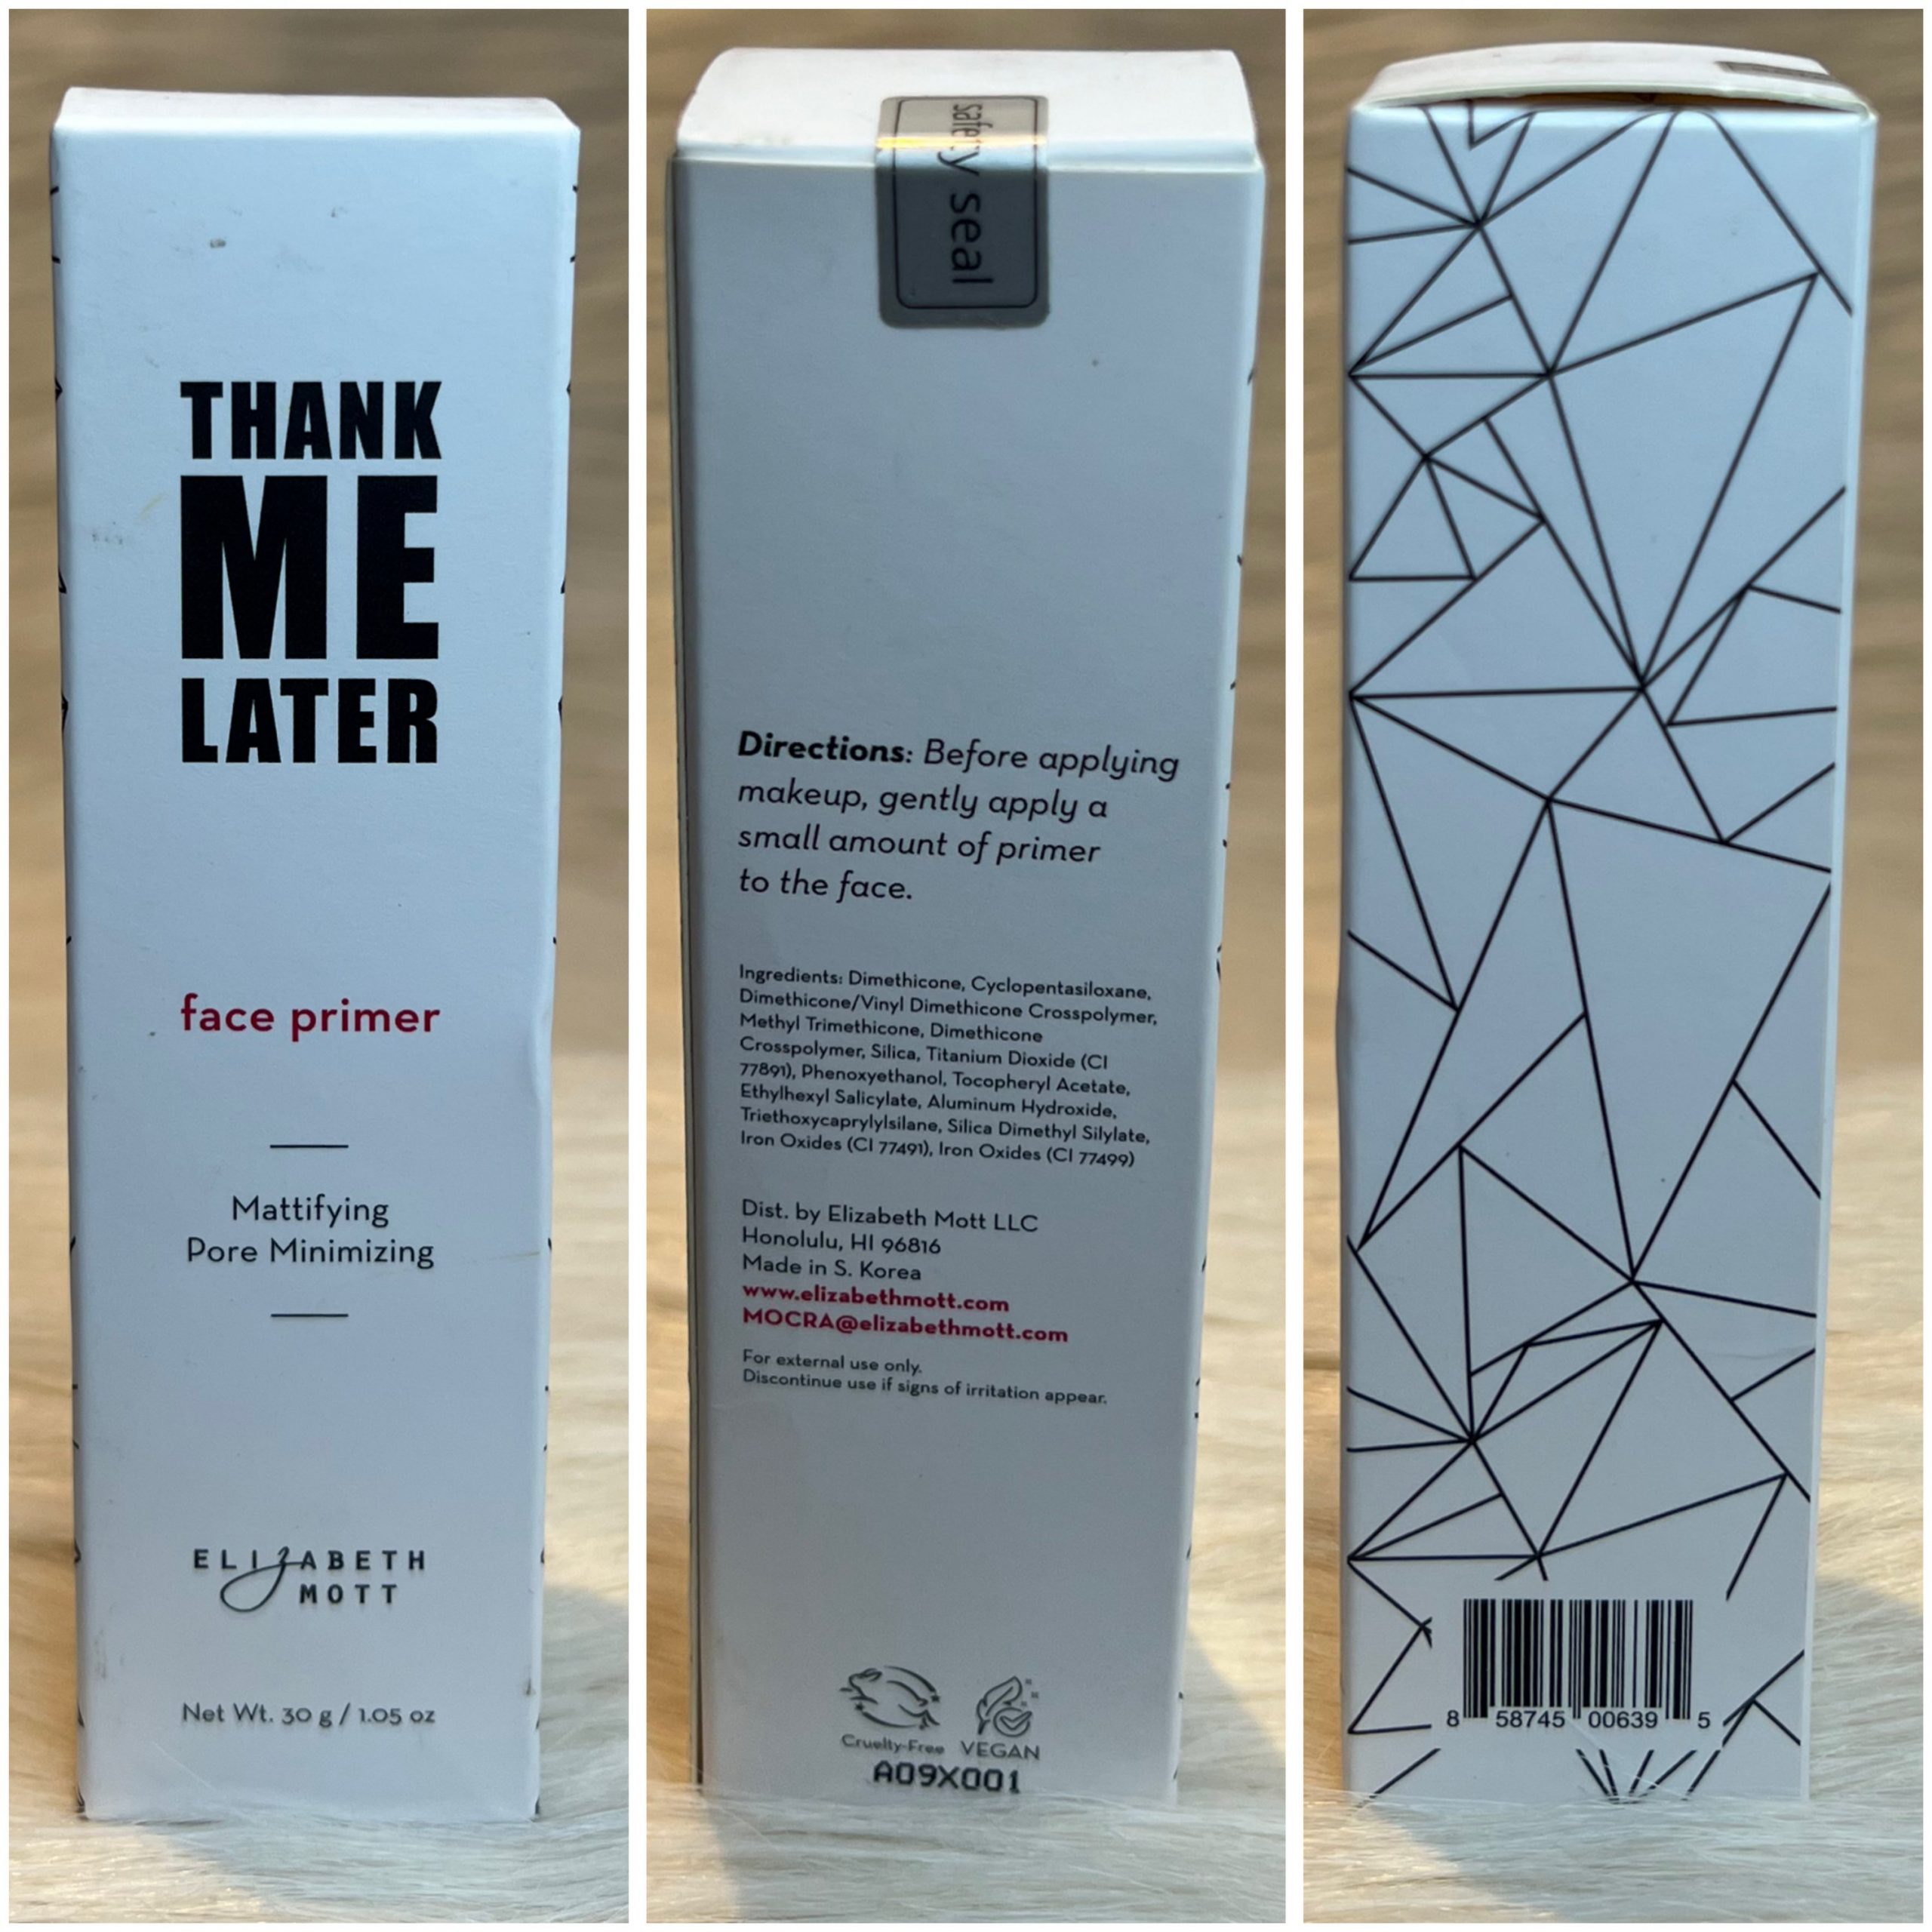 THANK
ME
LATER
face primer
Mattifying
Pore Minimizing
ELIZABETH
MOTT
Net Wt. 30 g / 1.05 oz
safety seal
Directions: Before applying
makeup, gently apply a
small amount of primer
to the face.
Ingredients: Dimethicone, Cyclopentasiloxane,
Dimethicone/Vinyl Dimethicone Crosspolymer,
Methyl Trimethicone, Dimethicone
Crosspolymer, Silica, Titanium Dioxide (CI
77891), Phenoxyethanol, Tocopheryl Acetate,
Ethylhexyl Salicylate, Aluminum Hydroxide,
Triethoxycaprylylsilane, Silica Dimethyl Silylate,
Iron Oxides (CI 77491), Iron Oxides (CI 77499)
Dist. by Elizabeth Mott LLC
Honolulu, HI 96816
Made in S. Korea
www.elizabethmott.com
MOCRA@elizabethmott.com
For external use only.
Discontinue use if signs of irritation appear.
Cruelty-Free VEGAN
A09X001
8 58745 00639 5